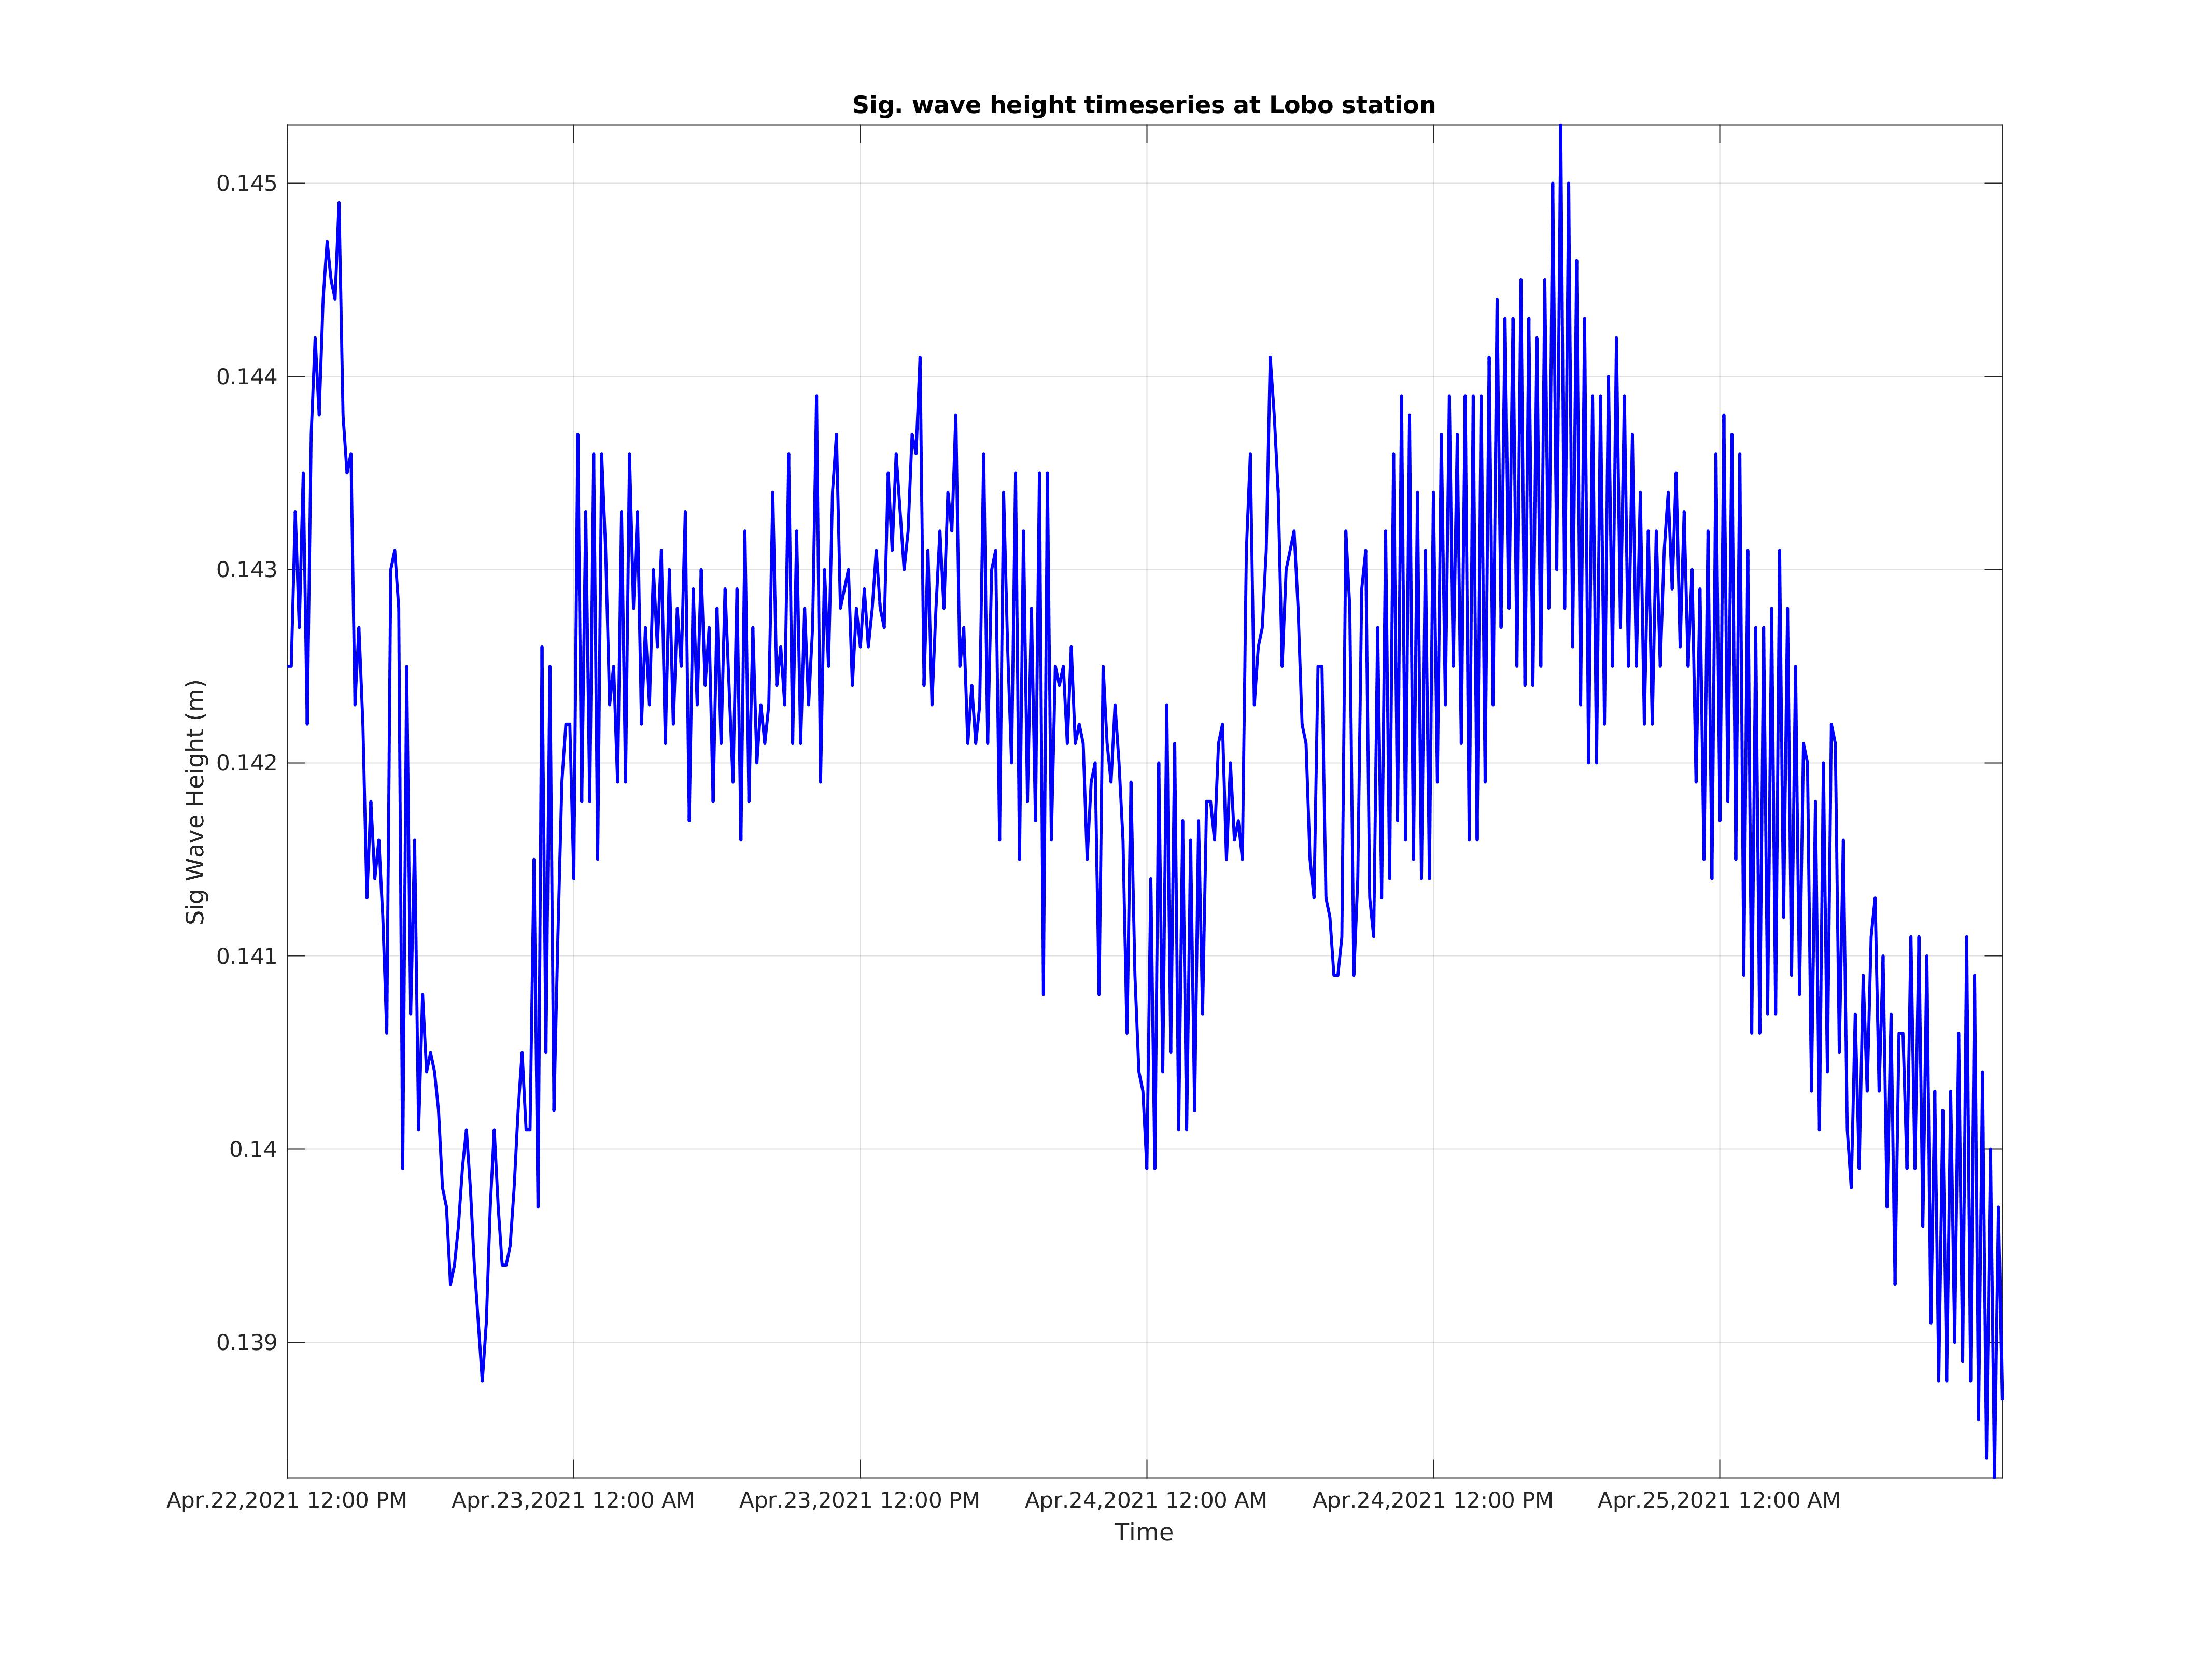 Sig. wave height timeseries at Lobo station
0.145
0.144
0.143
0.142
0.141
0.14
0.139
Sig Wave Height (m)
Apr.22,2021 12:00 PM Apr.23,2021 12:00 AM Apr.23,2021 12:00 PM Apr.24,2021 12:00 AM Apr.24,2021 12:00 PM Apr.25,2021 12:00 AM
Time